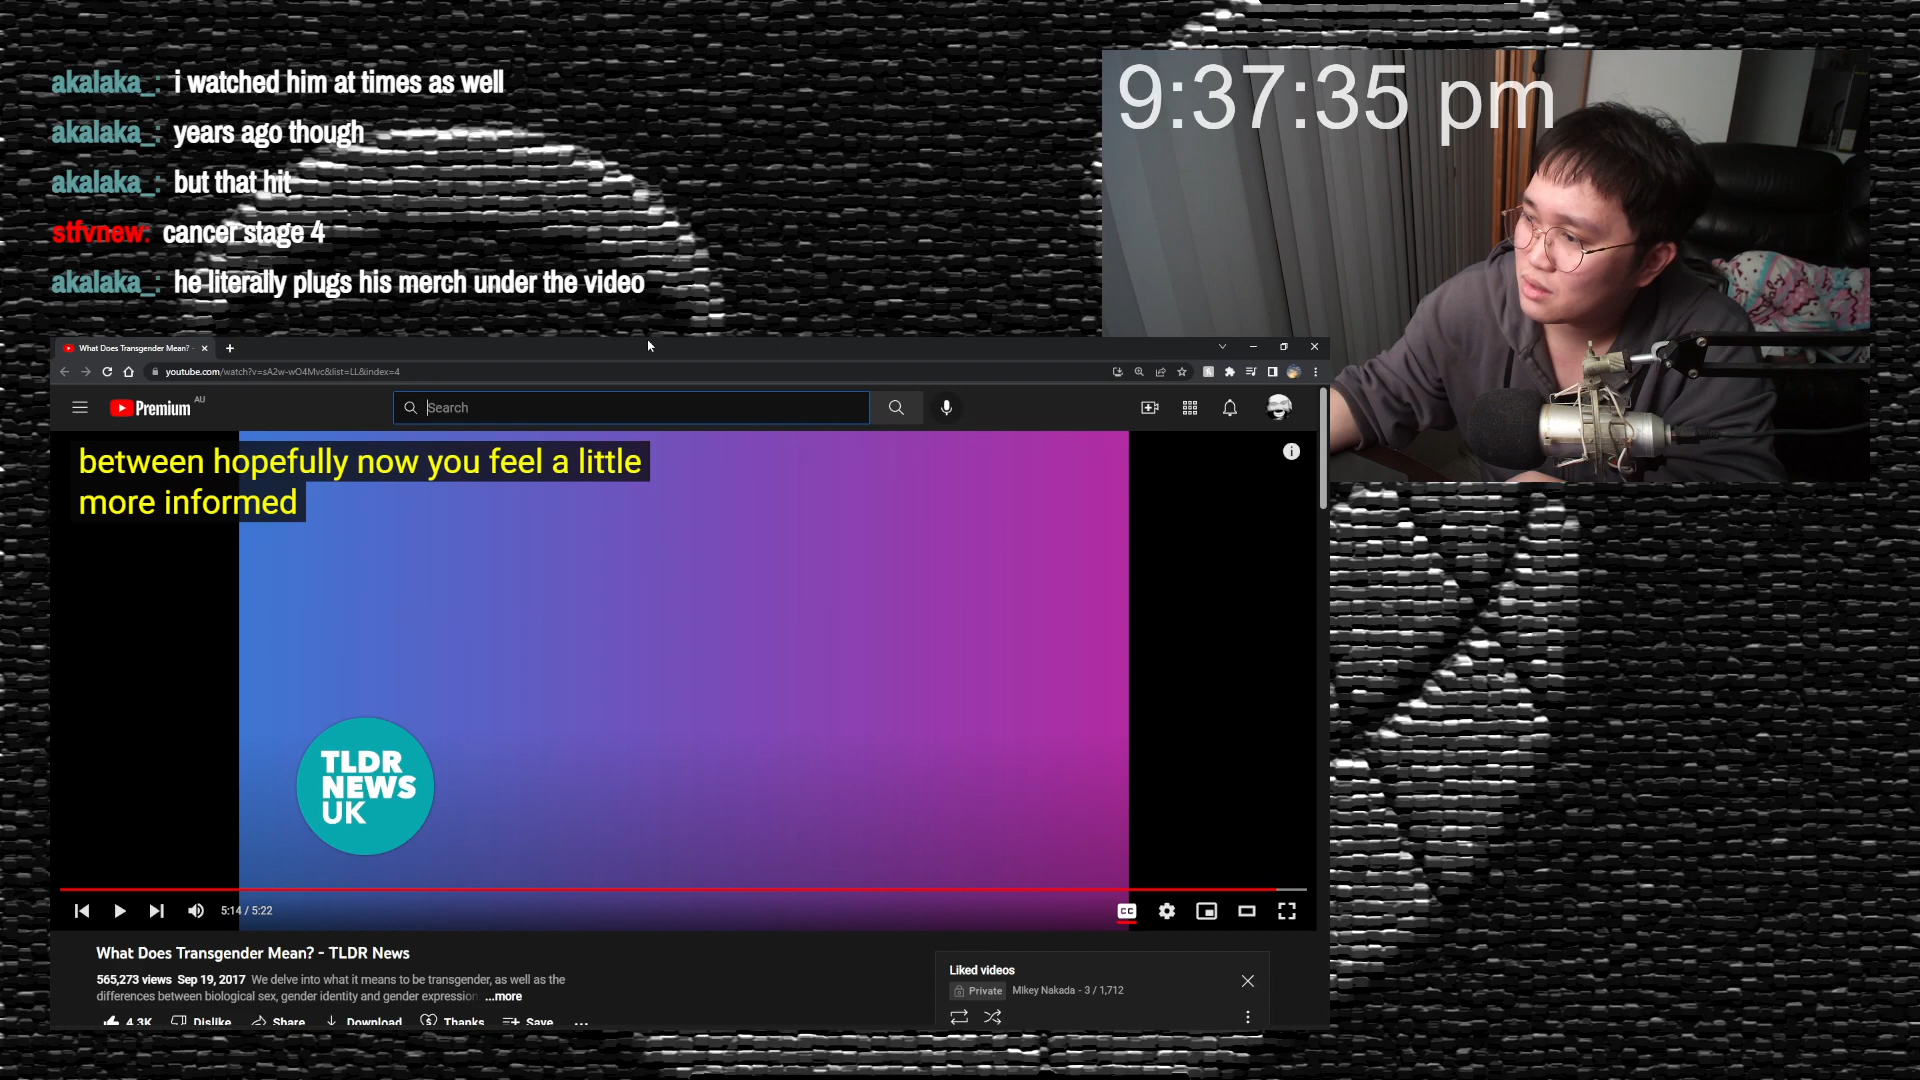 akalaka_: i watched him at times as well
akalaka_: years ago though
akalaka_: but that hit
stfvnew: cancer stage 4
akalaka_: he literally plugs his merch under the video
9:37:35 pm
What Does Transgender Mean? -
youtube.com/watch?v=sA2w-wO4Mvc&list=LL&index=4
Premium AU
Search
between hopefully now you feel a little
more informed
TLDR
NEWS
UK
5:14 / 5:22
CC
What Does Transgender Mean? - TLDR News
565,273 views Sep 19, 2017 We delve into what it means to be transgender, as well as the
differences between biological sex, gender identity and gender expression ...more
4.3K Dislike Share Download Thanks Save ...
Liked videos
Private Mikey Nakada - 3 / 1,712